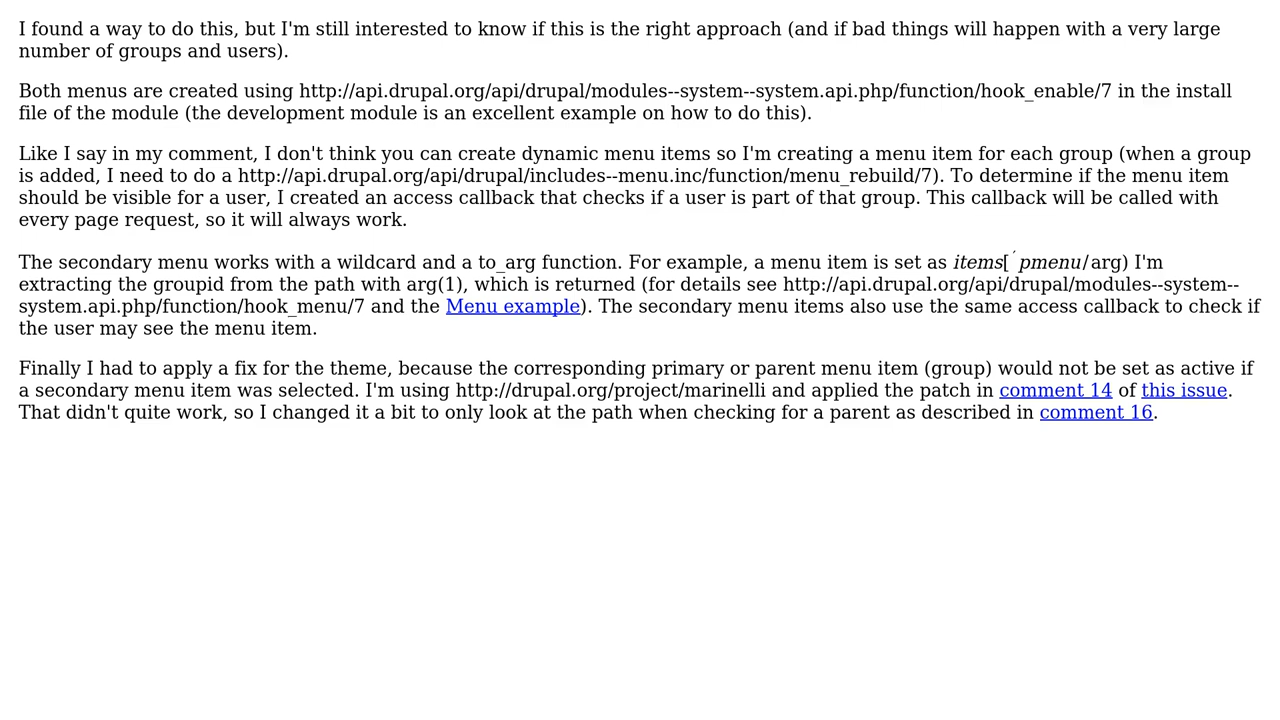 I found a way to do this, but I'm still interested to know if this is the right approach (and if bad things will happen with a very large
number of groups and users).
Both menus are created using http://api.drupal.org/api/drupal/modules--system--system.api.php/function/hook_enable/7 in the install
file of the module (the development module is an excellent example on how to do this).
Like I say in my comment, I don't think you can create dynamic menu items so I'm creating a menu item for each group (when a group
is added, I need to do a http://api.drupal.org/api/drupal/includes--menu.inc/function/menu_rebuild/7). To determine if the menu item
should be visible for a user, I created an access callback that checks if a user is part of that group. This callback will be called with
every page request, so it will always work.
The secondary menu works with a wildcard and a to_arg function. For example, a menu item is set as items[′pmenu/arg) I'm
extracting the groupid from the path with arg(1), which is returned (for details see http://api.drupal.org/api/drupal/modules--system--
system.api.php/function/hook_menu/7 and the Menu example). The secondary menu items also use the same access callback to check if
the user may see the menu item.
Finally I had to apply a fix for the theme, because the corresponding primary or parent menu item (group) would not be set as active if
a secondary menu item was selected. I'm using http://drupal.org/project/marinelli and applied the patch in comment 14 of this issue.
That didn't quite work, so I changed it a bit to only look at the path when checking for a parent as described in comment 16.